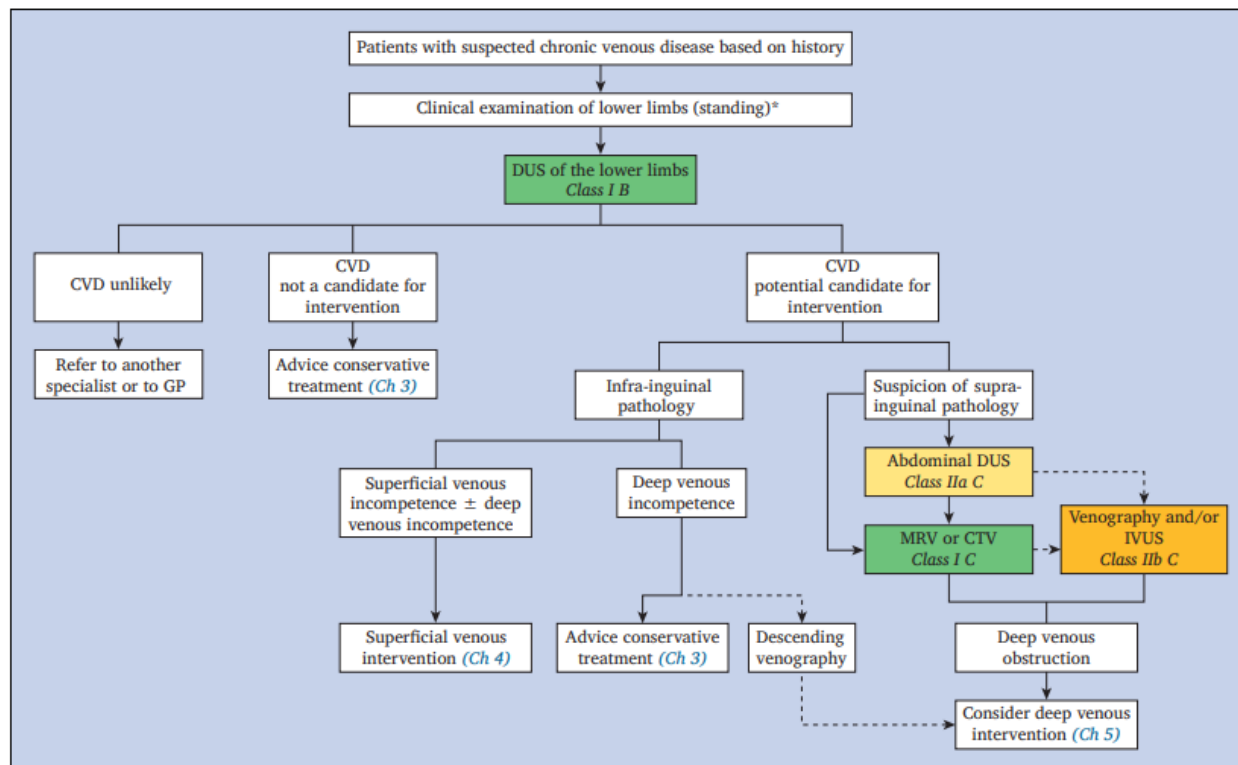 Patients with suspected chronic venous disease based on history
Clinical examination of lower limbs (standing)*
DUS of the lower limbs
Class I B
CVD unlikely
CVD
not a candidate for
intervention
CVD
potential candidate for
intervention
Refer to another
specialist or to GP
Advice conservative
treatment (Ch 3)
Infra-inguinal
pathology
Suspicion of supra-
inguinal pathology
Superficial venous
incompetence ± deep
venous incompetence
Deep venous
incompetence
Abdominal DUS
Class IIa C
MRV or CTV
Class I C
Venography and/or
IVUS
Class IIb C
Superficial venous
intervention (Ch 4)
Advice conservative
treatment (Ch 3)
Descending
venography
Deep venous
obstruction
Consider deep venous
intervention (Ch 5)